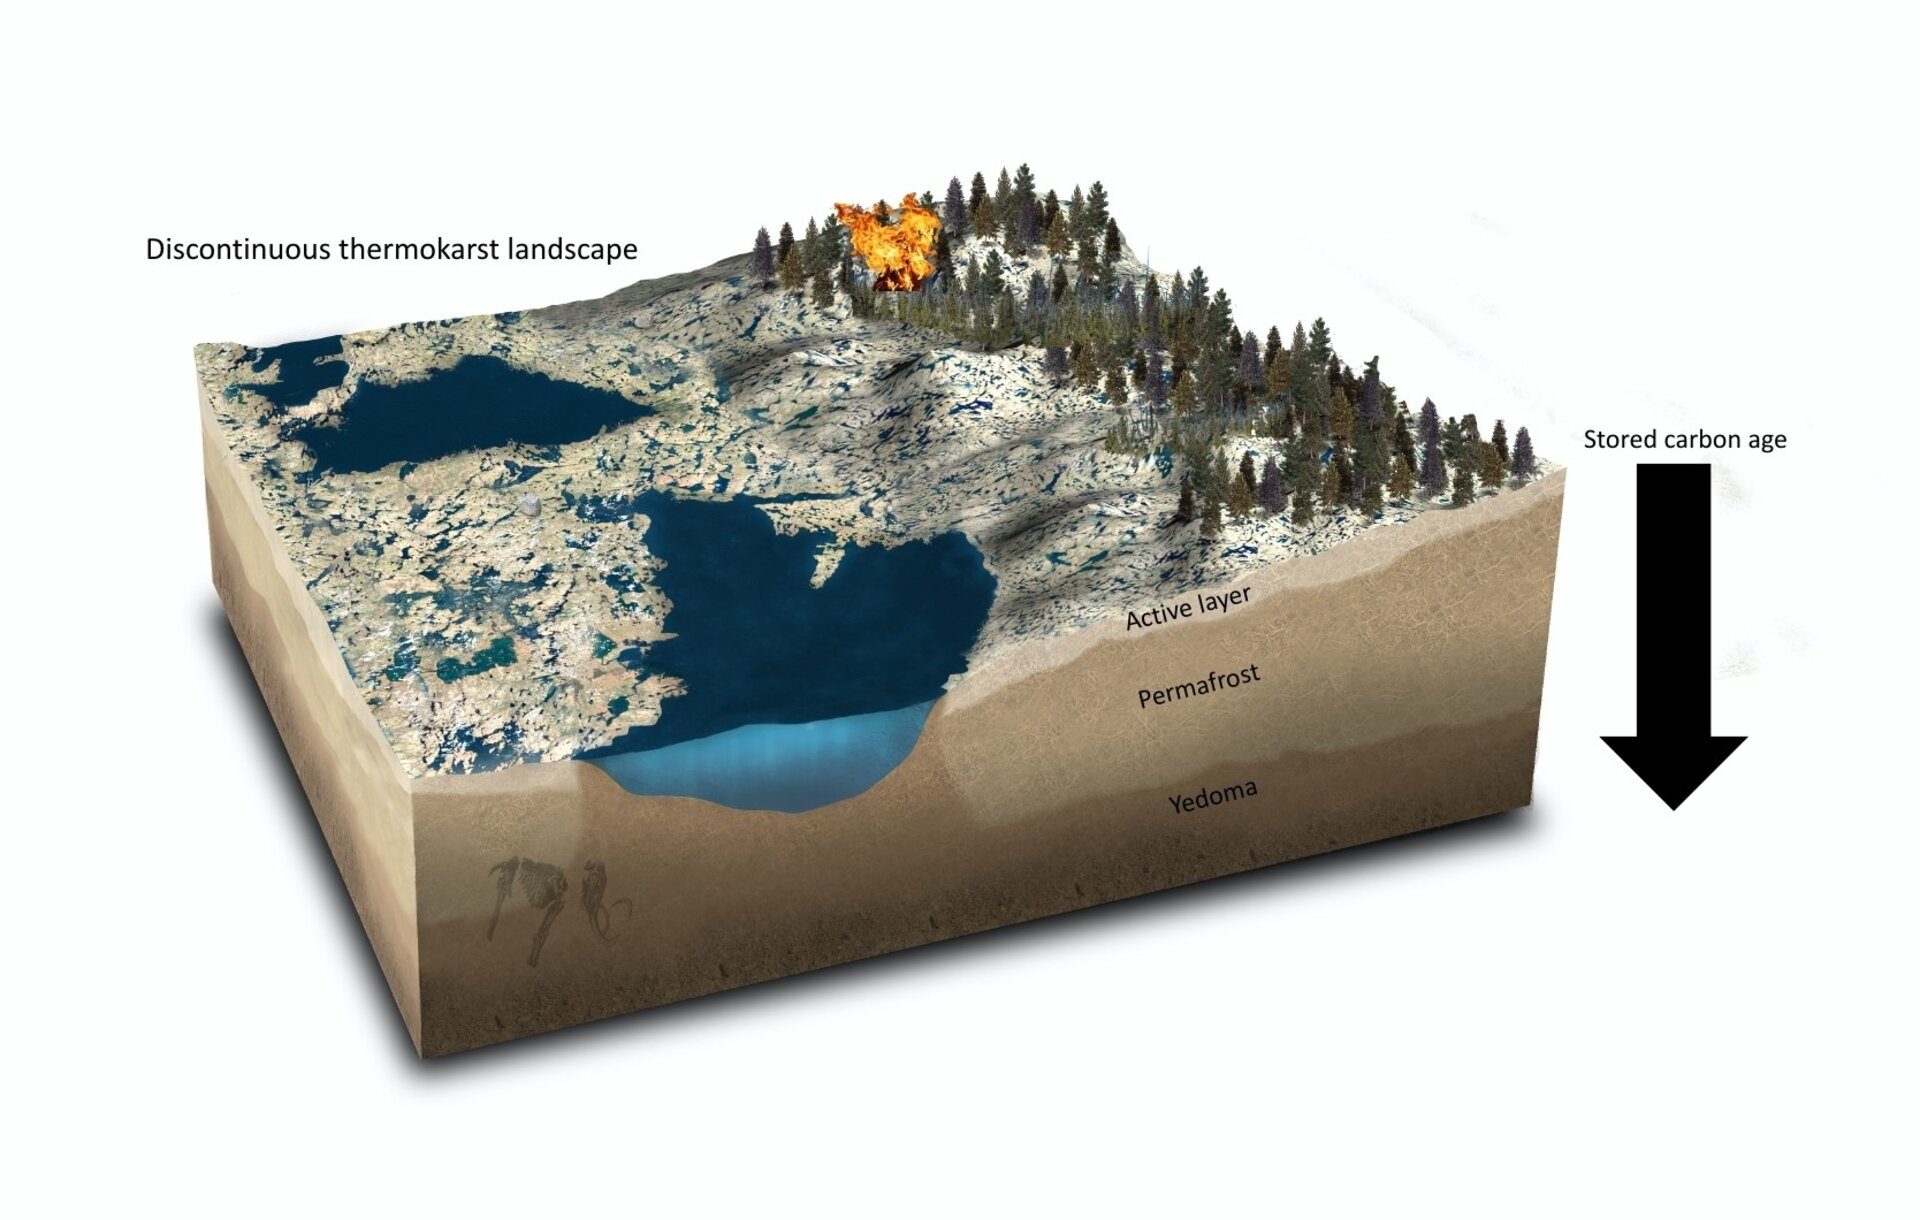 Discontinuous thermokarst landscape
Stored carbon age
Active layer
Permafrost
Yedoma